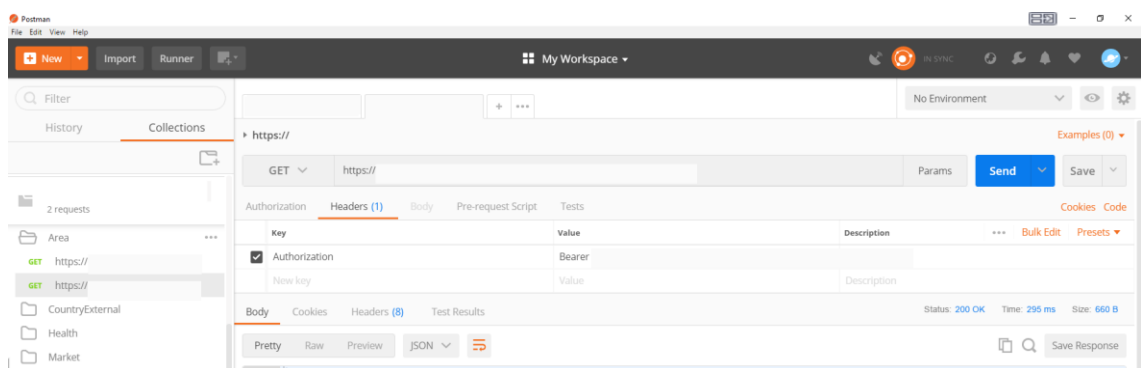 Postman
File Edit View Help
New Import Runner My Workspace IN SYNC
Filter
History Collections
2 requests
Area
GET https://
GET https://
CountryExternal
Health
Market
No Environment
https:// Examples (0)
GET https:// Params Send Save
Authorization Headers (1) Body Pre-request Script Tests Cookies Code
Key Value Description Bulk Edit Presets
Authorization Bearer
New key Value Description
Body Cookies Headers (8) Test Results Status: 200 OK Time: 295 ms Size: 660 B
Pretty Raw Preview JSON Save Response